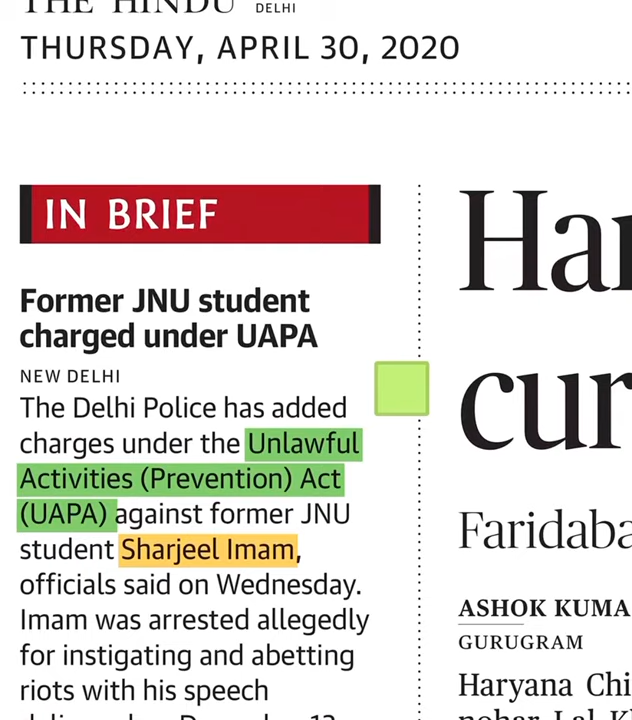 THE HINDU DELHI
THURSDAY, APRIL 30, 2020
IN BRIEF
Former JNU student
charged under UAPA
NEW DELHI
The Delhi Police has added
charges under the Unlawful
Activities (Prevention) Act
(UAPA) against former JNU
student Sharjeel Imam,
officials said on Wednesday.
Imam was arrested allegedly
for instigating and abetting
riots with his speech
Har
cur
Faridaba
ASHOK KUMA
GURUGRAM
Haryana Chi